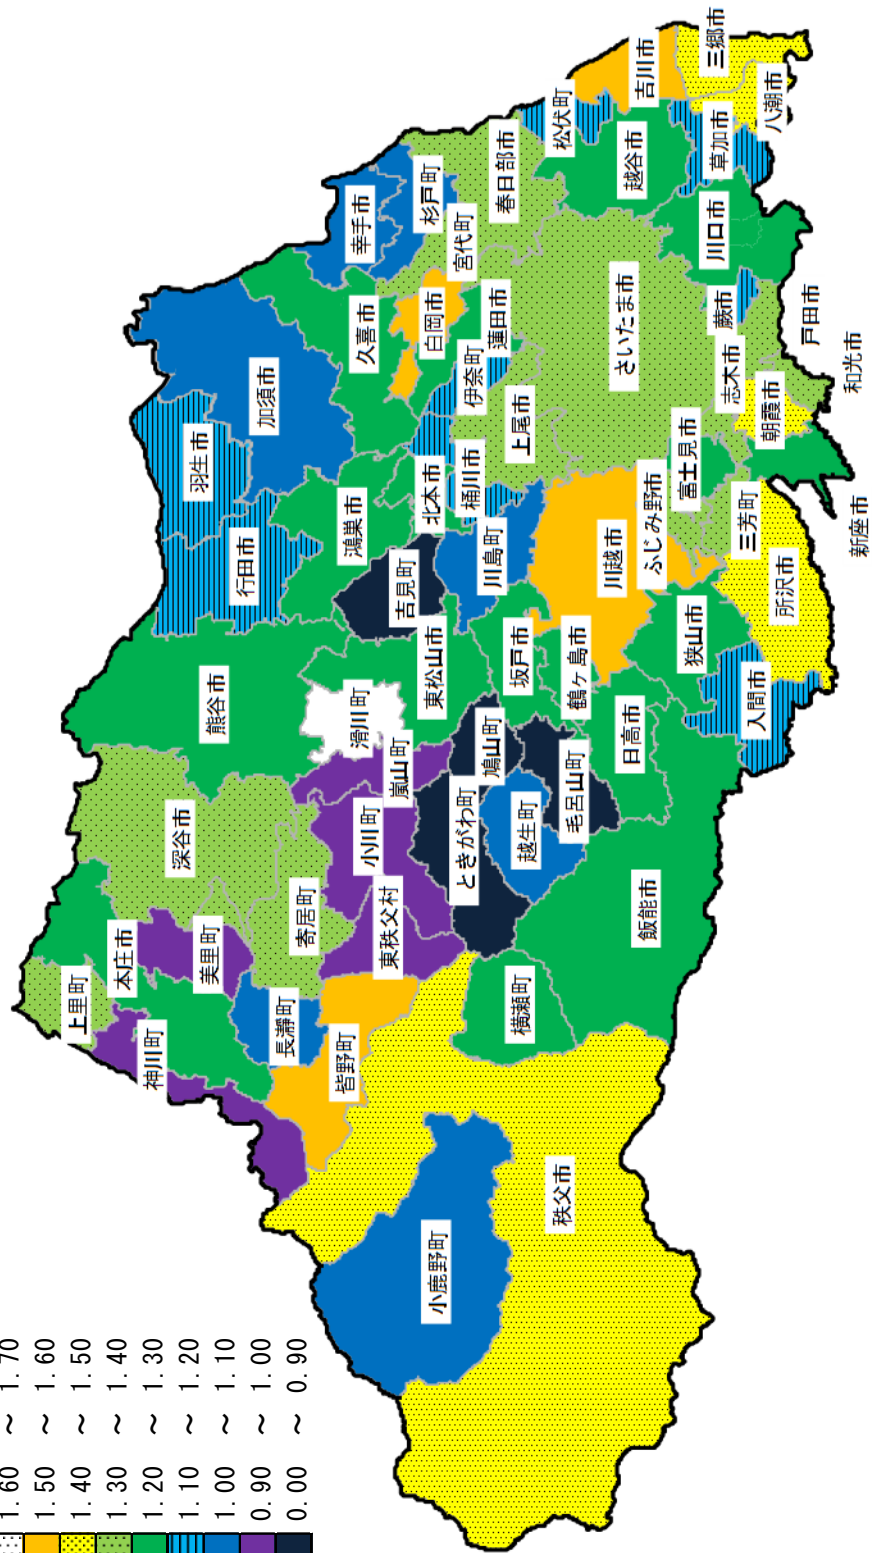 1.60 ～ 1.70
1.50 ～ 1.60
1.40 ～ 1.50
1.30 ～ 1.40
1.20 ～ 1.30
1.10 ～ 1.20
1.00 ～ 1.10
0.90 ～ 1.00
0.00 ～ 0.90
上里町
本庄市
神川町
深谷市
羽生市
美里町
熊谷市
行田市
加須市
長瀞町
寄居町
皆野町
鴻巣市
滑川町
幸手市
久喜市
小川町
東秩父村
嵐山町
吉見町
北本市
杉戸町
東松山市
白岡市
小鹿野町
宮代町
ときがわ町
桶川市
伊奈町
鳩山町
川島町
蓮田市
春日部市
坂戸市
横瀬町
上尾市
越生町
秩父市
松伏町
毛呂山町
鶴ヶ島市
川越市
さいたま市
日高市
越谷市
吉川市
飯能市
ふじみ野市
富士見市
狭山市
川口市
三郷市
草加市
蕨市
志木市
三芳町
入間市
朝霞市
八潮市
所沢市
戸田市
和光市
新座市